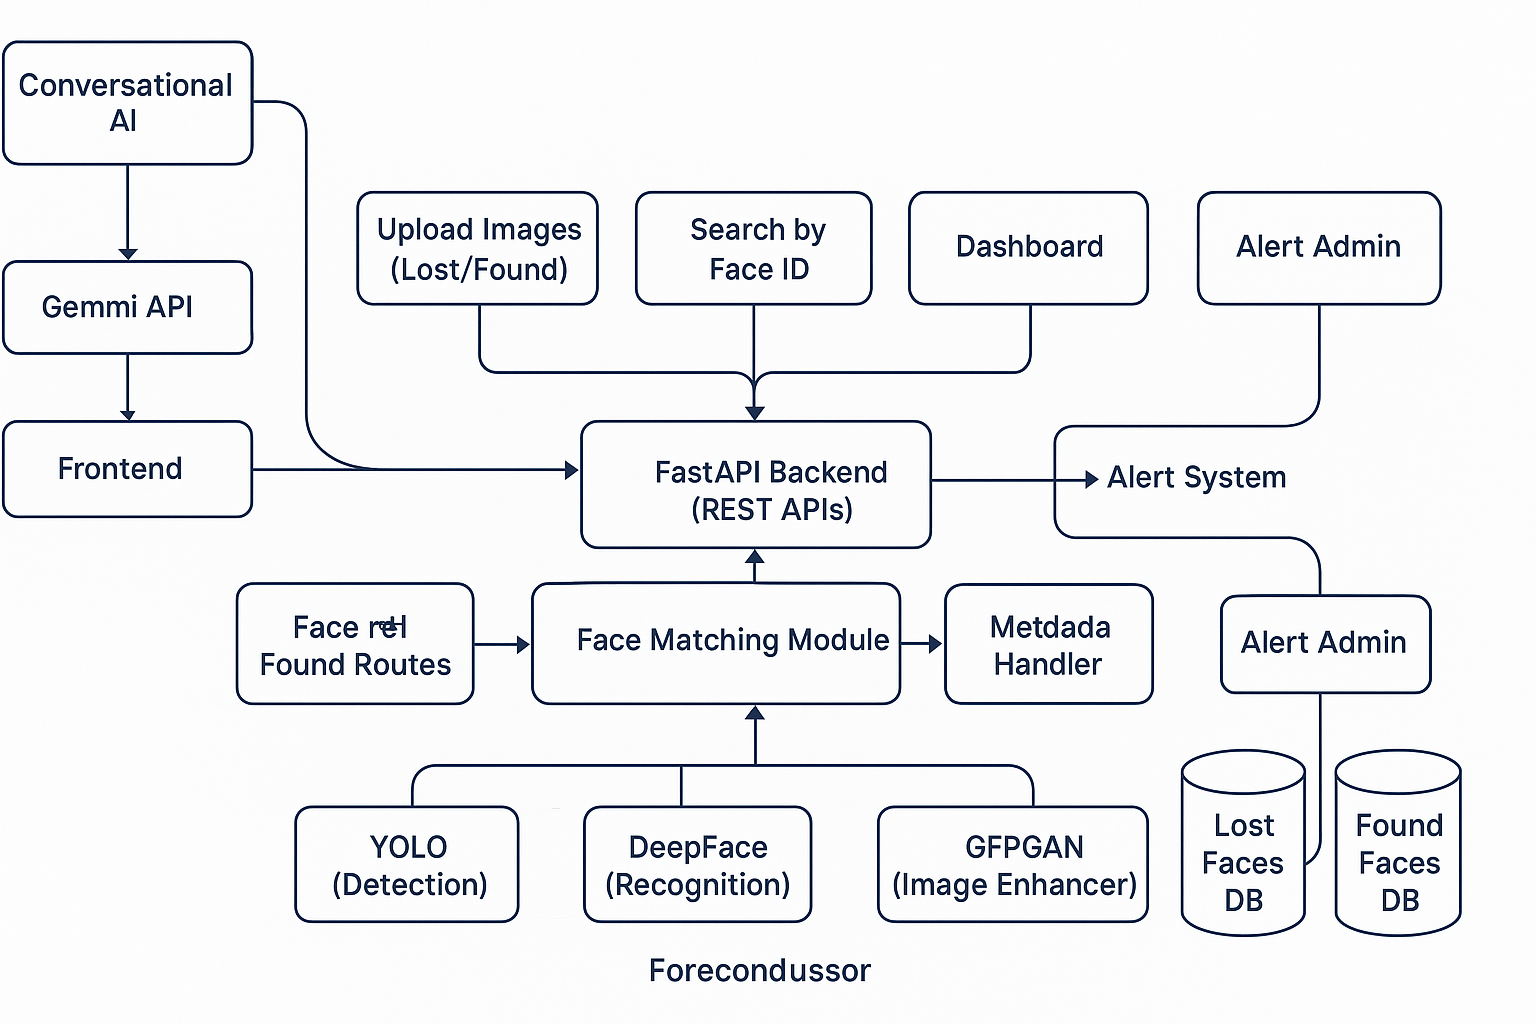 Conversational
AI
Gemmi API
Frontend
Upload Images
(Lost/Found)
Search by
Face ID
Dashboard
Alert Admin
FastAPI Backend
(REST APIs)
Alert System
Face
Found Routes
Face Matching Module
Metdada
Handler
Alert Admin
YOLO
(Detection)
DeepFace
(Recognition)
GFPGAN
(Image Enhancer)
Lost
Faces
DB
Found
Faces
DB
Forecondussor